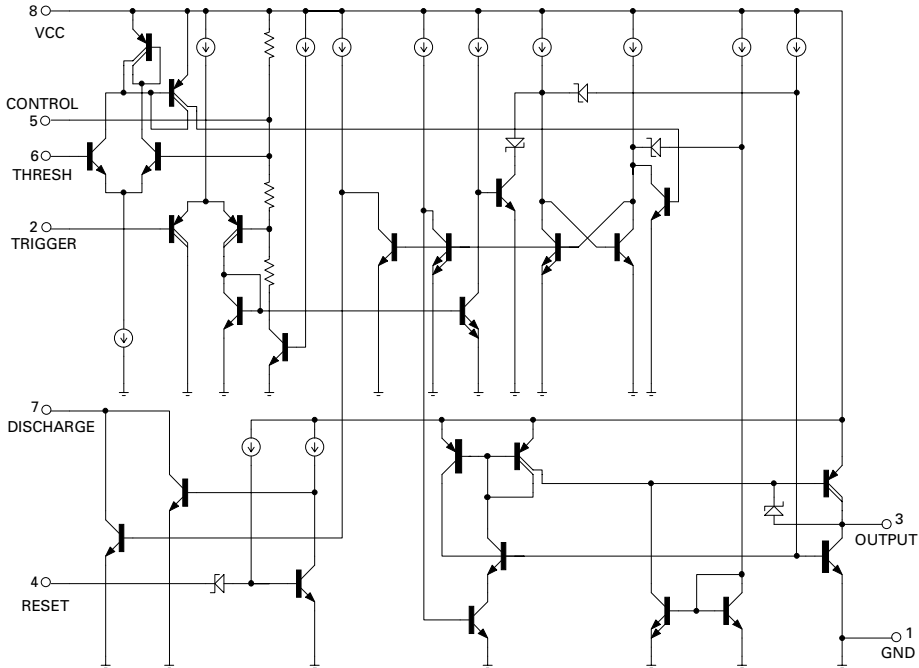 8
VCC
CONTROL
5
6
THRESH
2
TRIGGER
7
DISCHARGE
3
OUTPUT
4
RESET
1
GND